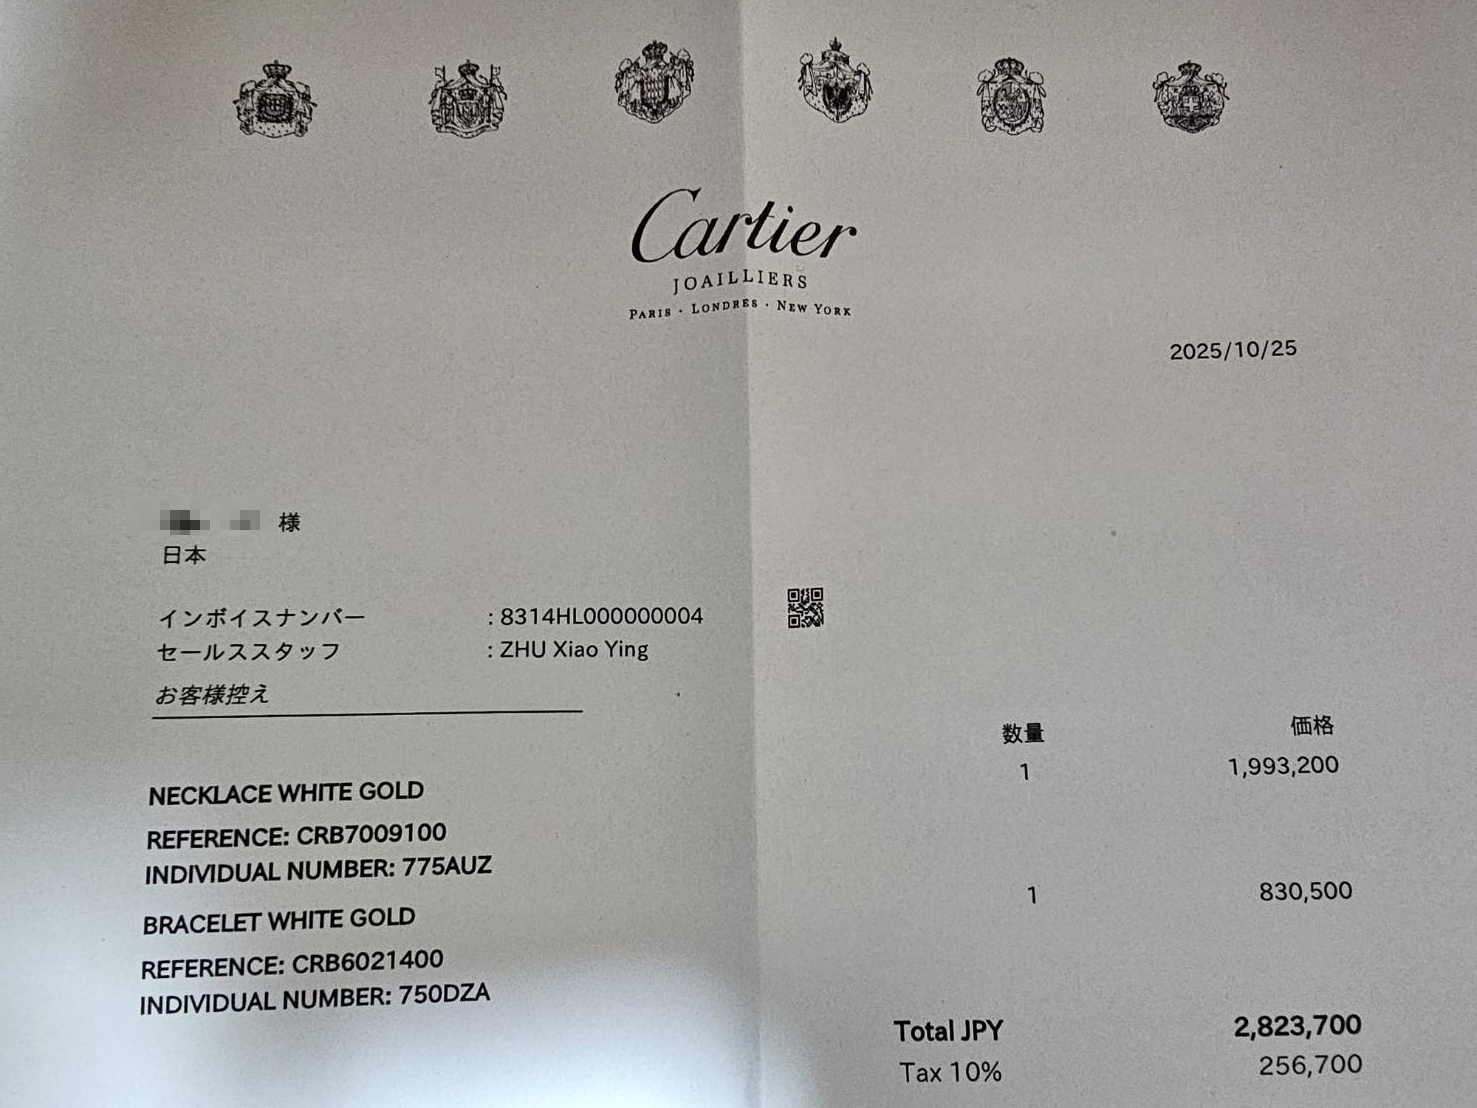 Cartier
JOAILLIERS
PARIS · LONDRES · NEW YORK
2025/10/25
様
日本
インボイスナンバー : 8314HL000000004
セールススタッフ : ZHU Xiao Ying
お客様控え
数量 価格
NECKLACE WHITE GOLD 1 1,993,200
REFERENCE: CRB7009100
INDIVIDUAL NUMBER: 775AUZ
BRACELET WHITE GOLD 1 830,500
REFERENCE: CRB6021400
INDIVIDUAL NUMBER: 750DZA
Total JPY 2,823,700
Tax 10% 256,700